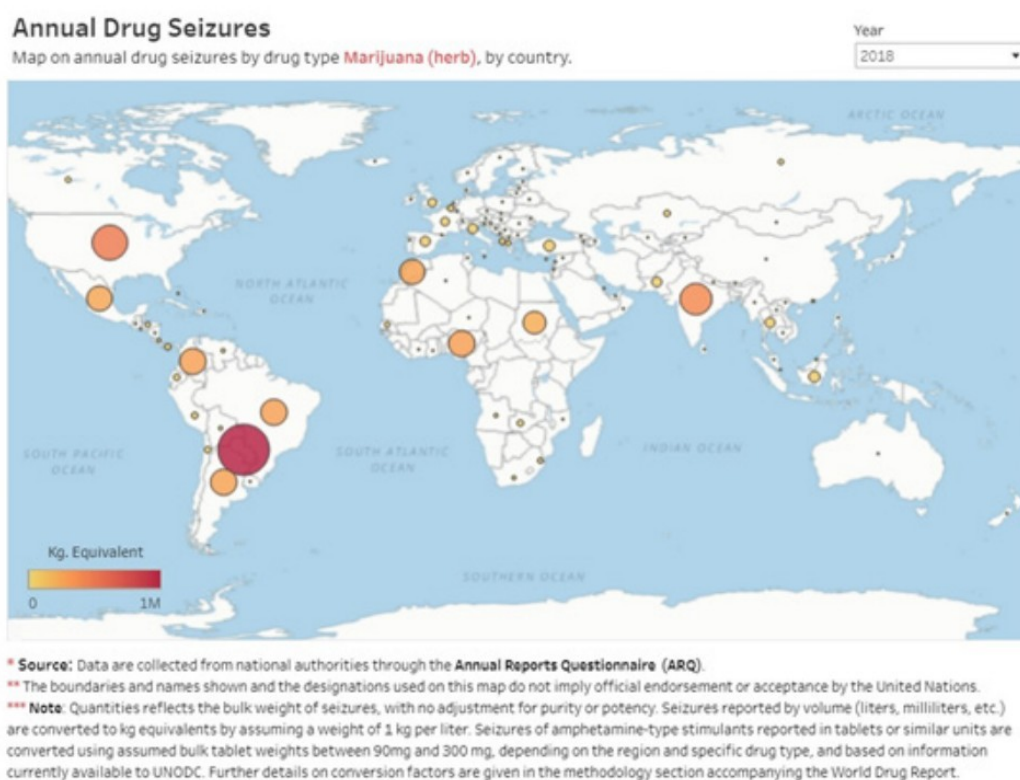 Annual Drug Seizures
Map on annual drug seizures by drug type Marijuana (herb), by country.
Year
2018
ARCTIC OCEAN
NORTH ATLANTIC
OCEAN
SOUTH PACIFIC
OCEAN
SOUTH ATLANTIC
OCEAN
INDIAN OCEAN
SOUTHERN OCEAN
Kg. Equivalent
0 1M
* Source: Data are collected from national authorities through the Annual Reports Questionnaire (ARQ).
** The boundaries and names shown and the designations used on this map do not imply official endorsement or acceptance by the United Nations.
*** Note: Quantities reflects the bulk weight of seizures, with no adjustment for purity or potency. Seizures reported by volume (liters, milliliters, etc.)
are converted to kg equivalents by assuming a weight of 1 kg per liter. Seizures of amphetamine-type stimulants reported in tablets or similar units are
converted using assumed bulk tablet weights between 90mg and 300 mg, depending on the region and specific drug type, and based on information
currently available to UNODC. Further details on conversion factors are given in the methodology section accompanying the World Drug Report.